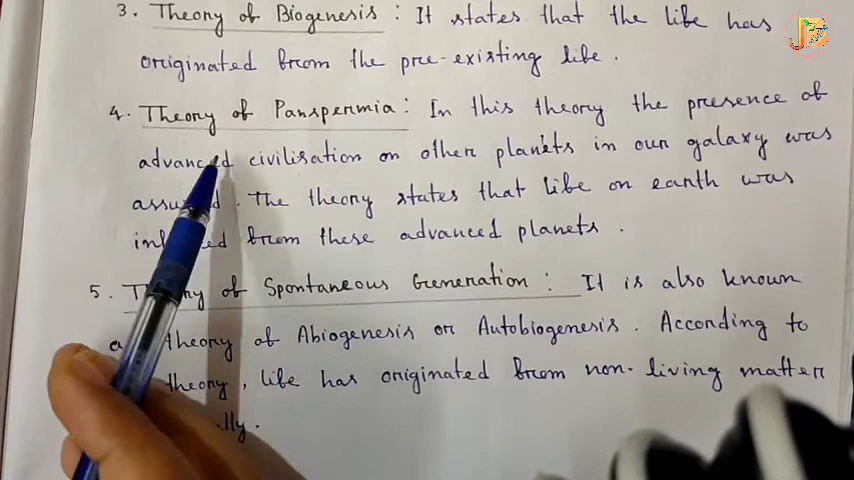 3. Theory of Biogenesis : It states that the life has
originated from the pre-existing life.
4. Theory of Panspermia : In this theory the presence of
advanced civilisation on other planets in our galaxy was
. The theory states that life on earth was
from these advanced planets.
5. of Spontaneous Generation : It is also known
theory of Abiogenesis or Autobiogenesis. According to
theory, life has originated from non-living matter